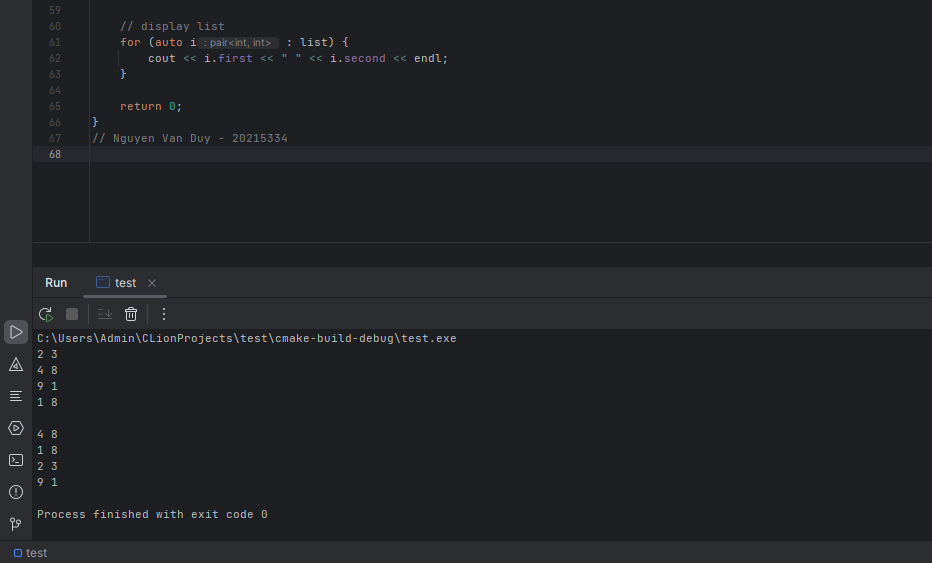 59
60 // display list
61 for (auto i : pair<int, int> : list) {
62 cout << i.first << " " << i.second << endl;
63 }
64
65 return 0;
66 }
67 // Nguyen Van Duy - 20215334
68
Run test
C:\Users\Admin\CLionProjects\test\cmake-build-debug\test.exe
2 3
4 8
9 1
1 8
4 8
1 8
2 3
9 1
Process finished with exit code 0
test